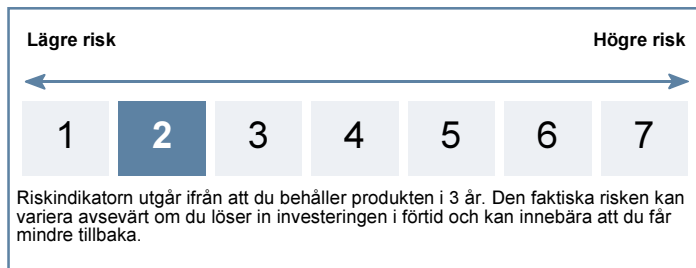 Lägre risk Högre risk
1 2 3 4 5 6 7
Riskindikatorn utgår ifrån att du behåller produkten i 3 år. Den faktiska risken kan
variera avsevärt om du löser in investeringen i förtid och kan innebära att du får
mindre tillbaka.